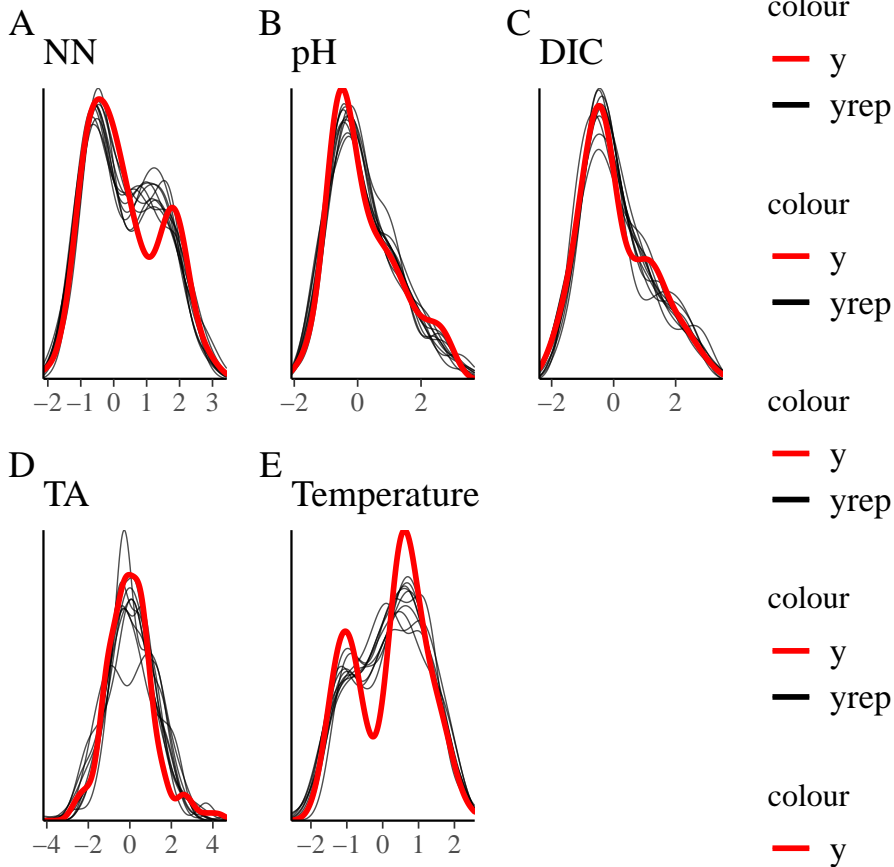 A
NN
−2 −1 0 1 2 3
B
pH
−2 0 2
C
DIC
−2 0 2
D
TA
−4 −2 0 2 4
E
Temperature
−2 −1 0 1 2
colour
y
yrep
colour
y
yrep
colour
y
yrep
colour
y
yrep
colour
y